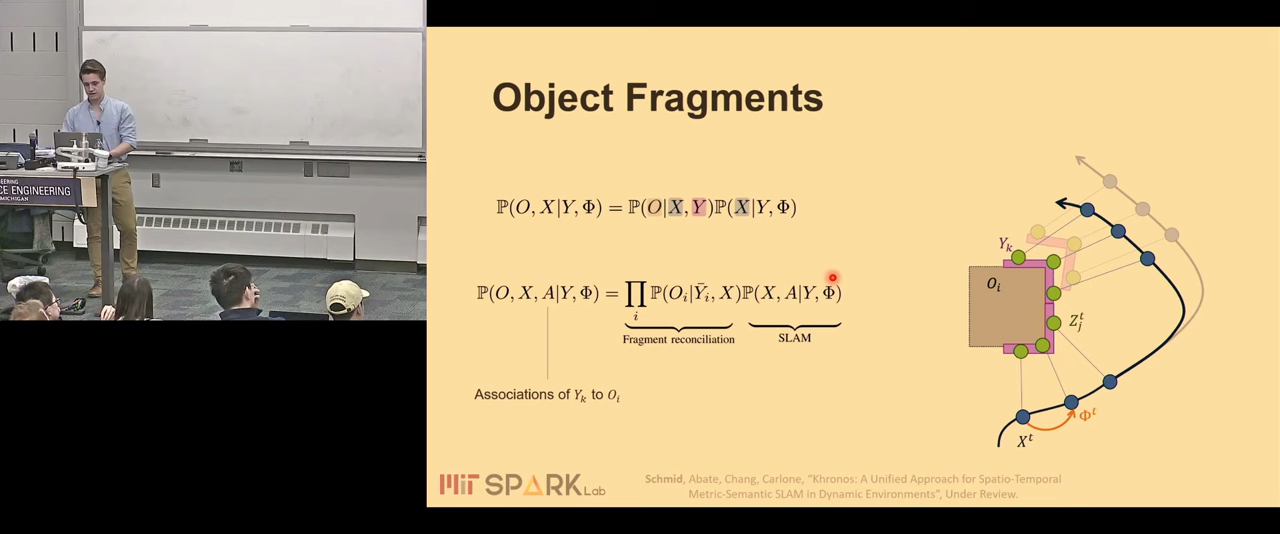 Object Fragments
ℙ(O, X|Y, Φ) = ℙ(O|X, Y)ℙ(X|Y, Φ)
ℙ(O, X, A|Y, Φ) = ∏ᵢ ℙ(Oᵢ|Ȳᵢ, X)ℙ(X, A|Y, Φ)
Fragment reconciliation
SLAM
Associations of Yₖ to Oᵢ
Yₖ
Oᵢ
Zⱼᵗ
Φᵗ
Xᵗ
MIT SPARK Lab
Schmid, Abate, Chang, Carlone, "Khronos: A Unified Approach for Spatio-Temporal
Metric-Semantic SLAM in Dynamic Environments", Under Review.
CE ENGINEERING
MICHIGAN